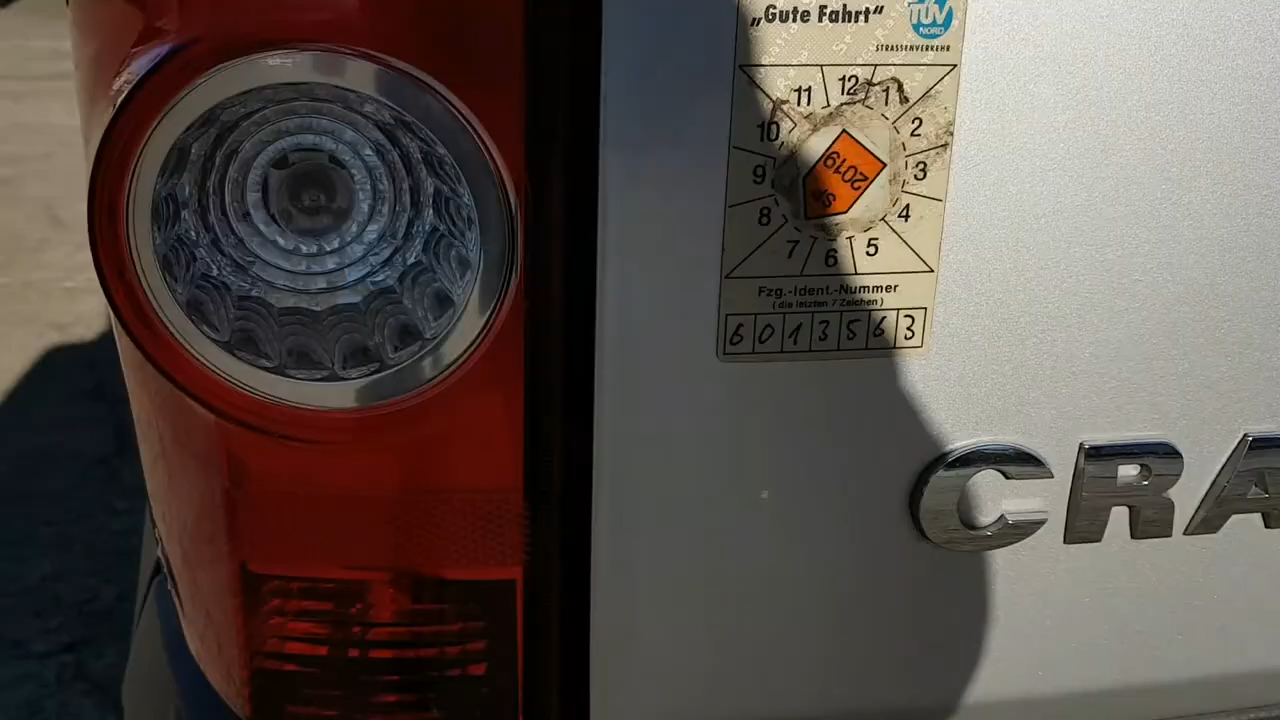 „Gute Fahrt“
TÜV
NORD
STRASSENVERKEHR
11 12 1
10 2
9 3
8 4
7 6 5
2019
SP
Fzg.-Ident.-Nummer
(die letzten 7 Zeichen)
6013563
CRA